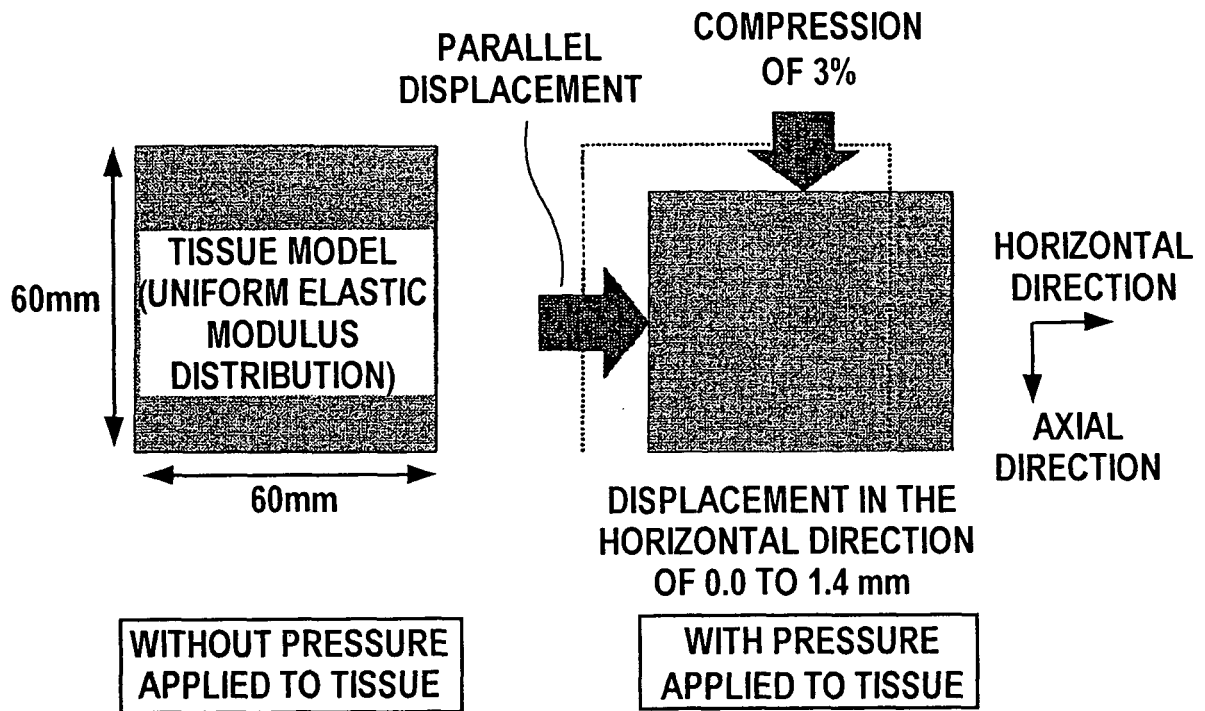 PARALLEL
DISPLACEMENT
COMPRESSION
OF 3%
60mm
TISSUE MODEL
(UNIFORM ELASTIC
MODULUS
DISTRIBUTION)
60mm
HORIZONTAL
DIRECTION
AXIAL
DIRECTION
DISPLACEMENT IN THE
HORIZONTAL DIRECTION
OF 0.0 TO 1.4 mm
WITHOUT PRESSURE
APPLIED TO TISSUE
WITH PRESSURE
APPLIED TO TISSUE